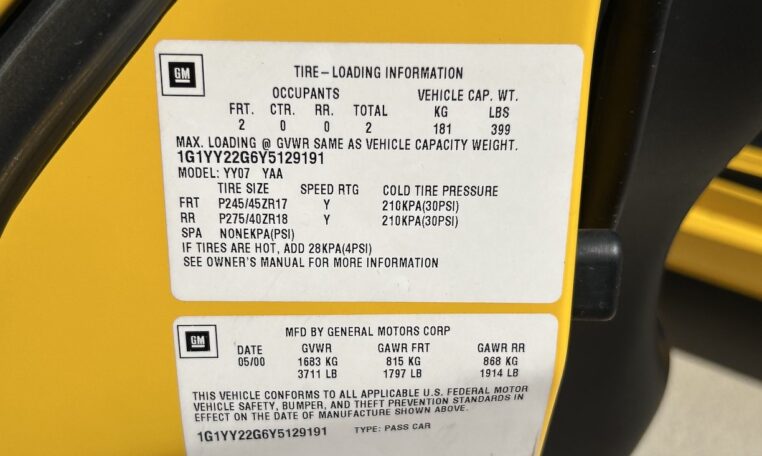 GM
TIRE-LOADING INFORMATION
OCCUPANTS VEHICLE CAP. WT.
FRT. CTR. RR. TOTAL KG LBS
2 0 0 2 181 399
MAX. LOADING @ GVWR SAME AS VEHICLE CAPACITY WEIGHT.
1G1YY22G6Y5129191
MODEL: YY07 YAA
TIRE SIZE SPEED RTG COLD TIRE PRESSURE
FRT P245/45ZR17 Y 210KPA(30PSI)
RR P275/40ZR18 Y 210KPA(30PSI)
SPA NONEKPA(PSI)
IF TIRES ARE HOT, ADD 28KPA(4PSI)
SEE OWNER'S MANUAL FOR MORE INFORMATION
GM
MFD BY GENERAL MOTORS CORP
DATE GVWR GAWR FRT GAWR RR
05/00 1683 KG 815 KG 868 KG
3711 LB 1797 LB 1914 LB
THIS VEHICLE CONFORMS TO ALL APPLICABLE U.S. FEDERAL MOTOR
VEHICLE SAFETY, BUMPER, AND THEFT PREVENTION STANDARDS IN
EFFECT ON THE DATE OF MANUFACTURE SHOWN ABOVE.
1G1YY22G6Y5129191 TYPE: PASS CAR